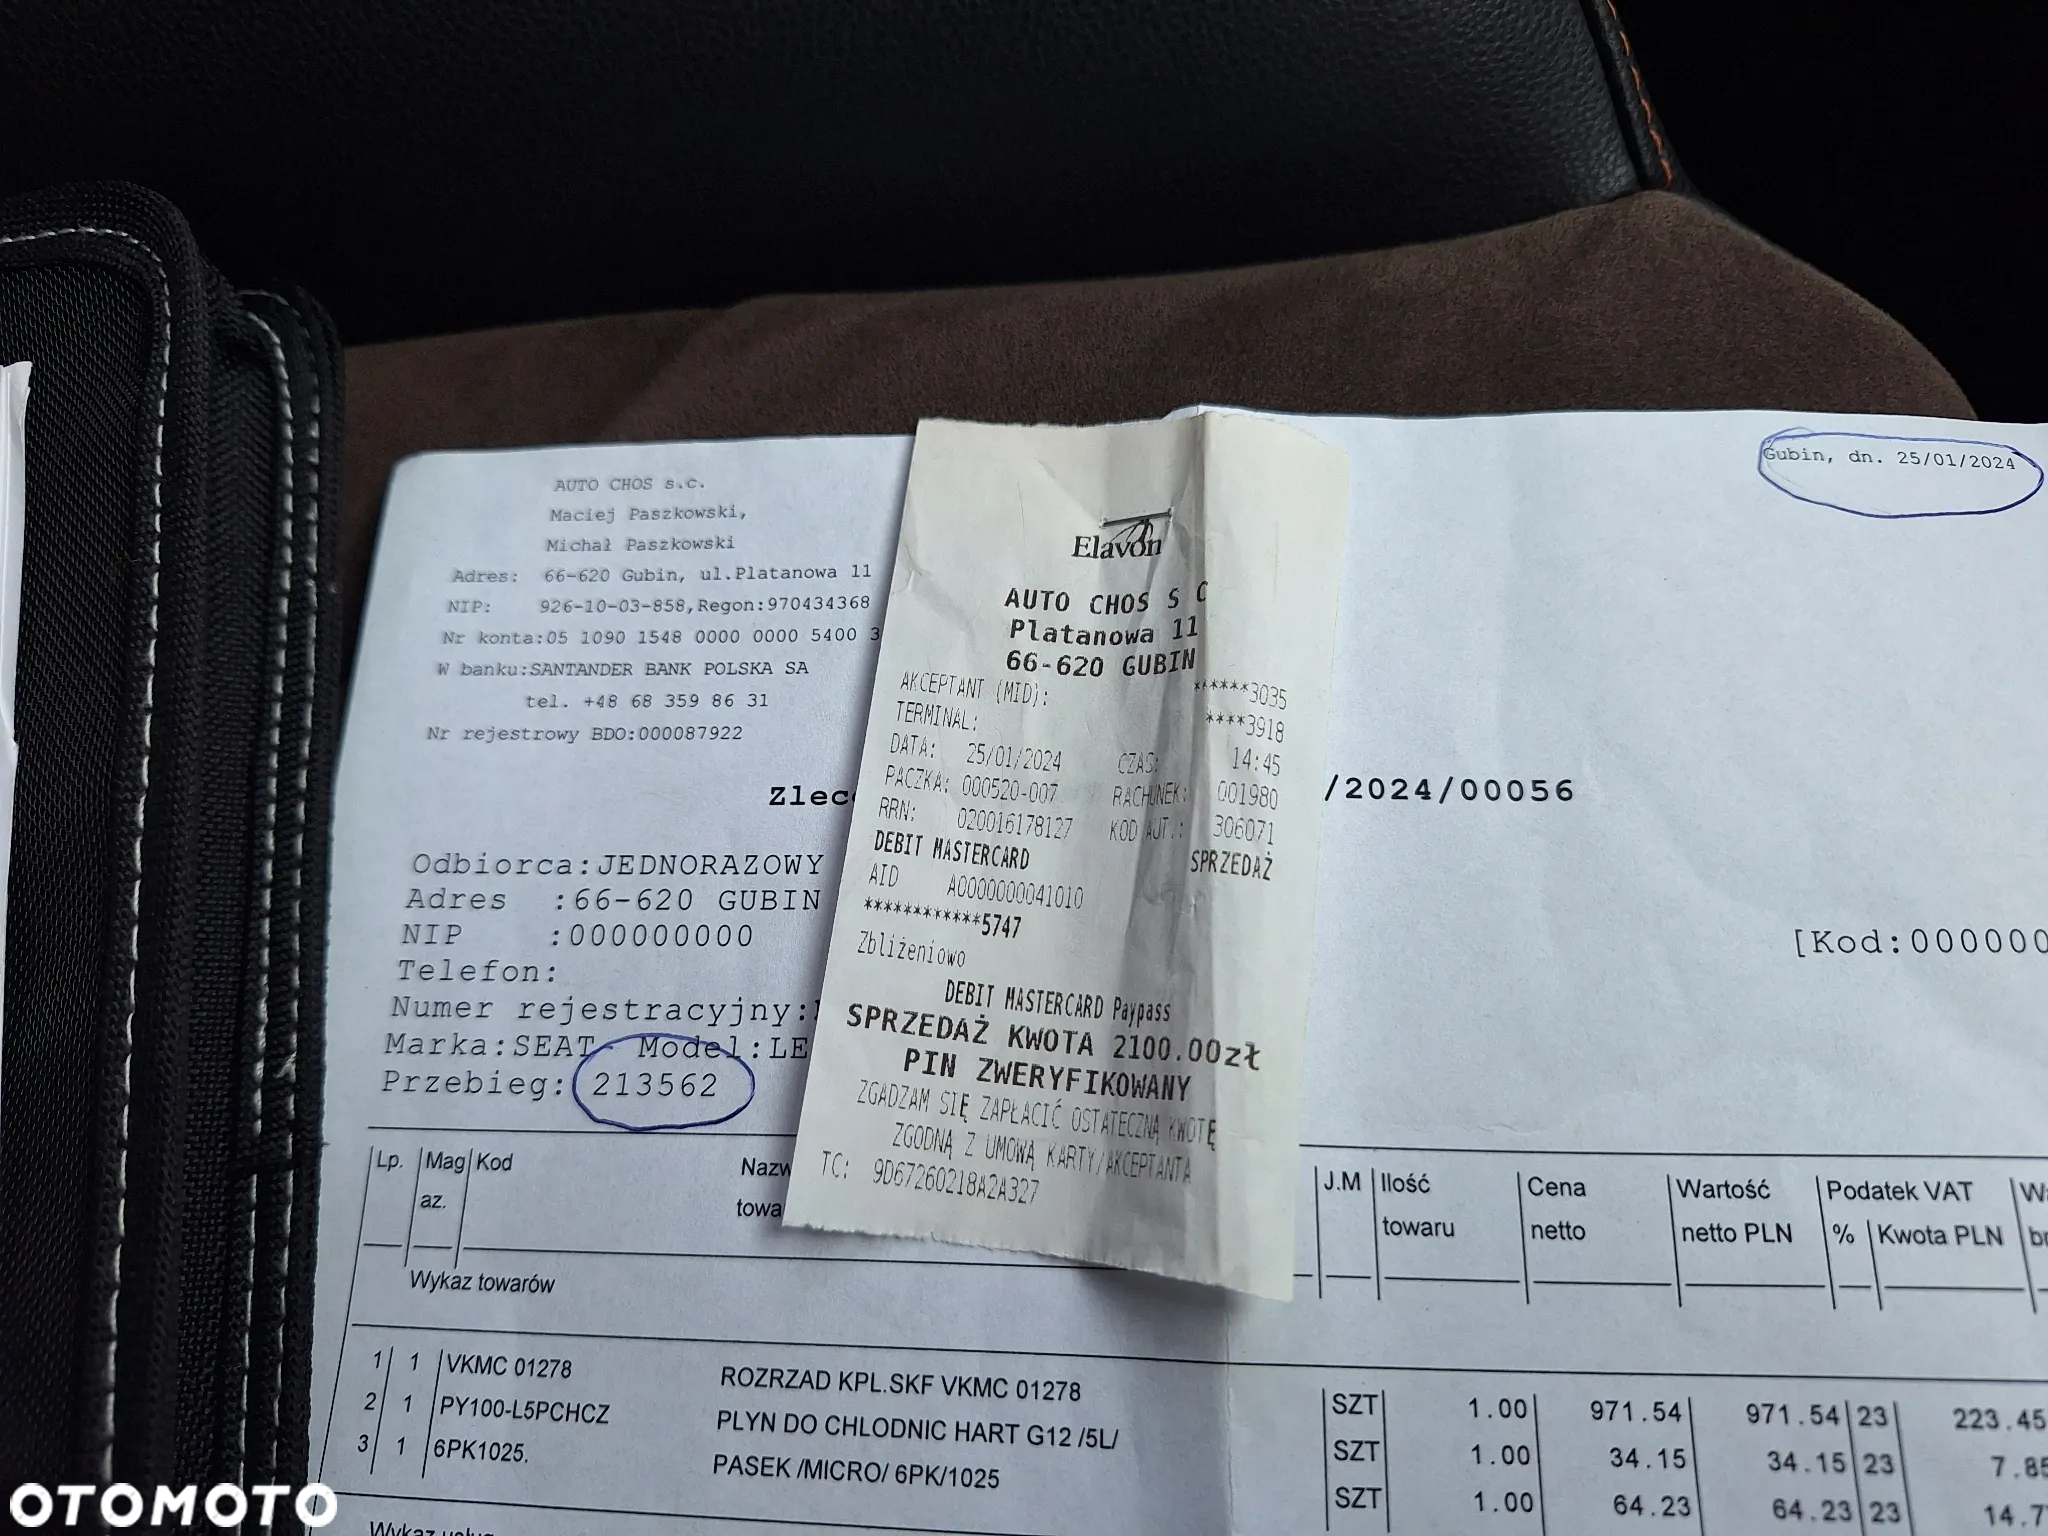 Gubin, dn. 25/01/2024
AUTO CHOS s.c.
Maciej Paszkowski,
Michał Paszkowski
Adres: 66-620 Gubin, ul.Platanowa 11
NIP: 926-10-03-858,Regon:970434368
Nr konta:05 1090 1548 0000 0000 5400 3
W banku:SANTANDER BANK POLSKA SA
tel. +48 68 359 86 31
Nr rejestrowy BDO:000087922
/2024/00056
Odbiorca:JEDNORAZOWY
Adres :66-620 GUBIN
NIP :000000000
[Kod:000000
Telefon:
Numer rejestracyjny:
Marka:SEAT Model:LE
Przebieg: 213562
Elavon
AUTO CHOS S C
Platanowa 11
66-620 GUBIN
AKCEPTANT (MID): ******3035
TERMINAL: ****3918
DATA: 25/01/2024 CZAS: 14:45
PACZKA: 000520-007 RACHUNEK: 001980
RRN: 020016178127 KOD AUT.: 306071
DEBIT MASTERCARD SPRZEDAŻ
AID A0000000041010
************5747
Zbliżeniowo
DEBIT MASTERCARD Paypass
SPRZEDAŻ KWOTA 2100.00zł
PIN ZWERYFIKOWANY
ZGADZAM SIĘ ZAPŁACIĆ OSTATECZNĄ KWOTĘ
ZGODNĄ Z UMOWĄ KARTY/AKCEPTANTA
TC: 9D67260218A2A327
Lp. Mag Kod J.M Ilość Cena Wartość Podatek VAT
az. towaru netto netto PLN % Kwota PLN
Wykaz towarów
1 1 VKMC 01278 ROZRZAD KPL.SKF VKMC 01278 SZT 1.00 971.54 971.54 23 223.45
2 1 PY100-L5PCHCZ PLYN DO CHLODNIC HART G12 /5L/ SZT 1.00 34.15 34.15 23 7.85
3 1 6PK1025. PASEK /MICRO/ 6PK/1025 SZT 1.00 64.23 64.23 23 14.7
Wykaz usług
OTOMOTO